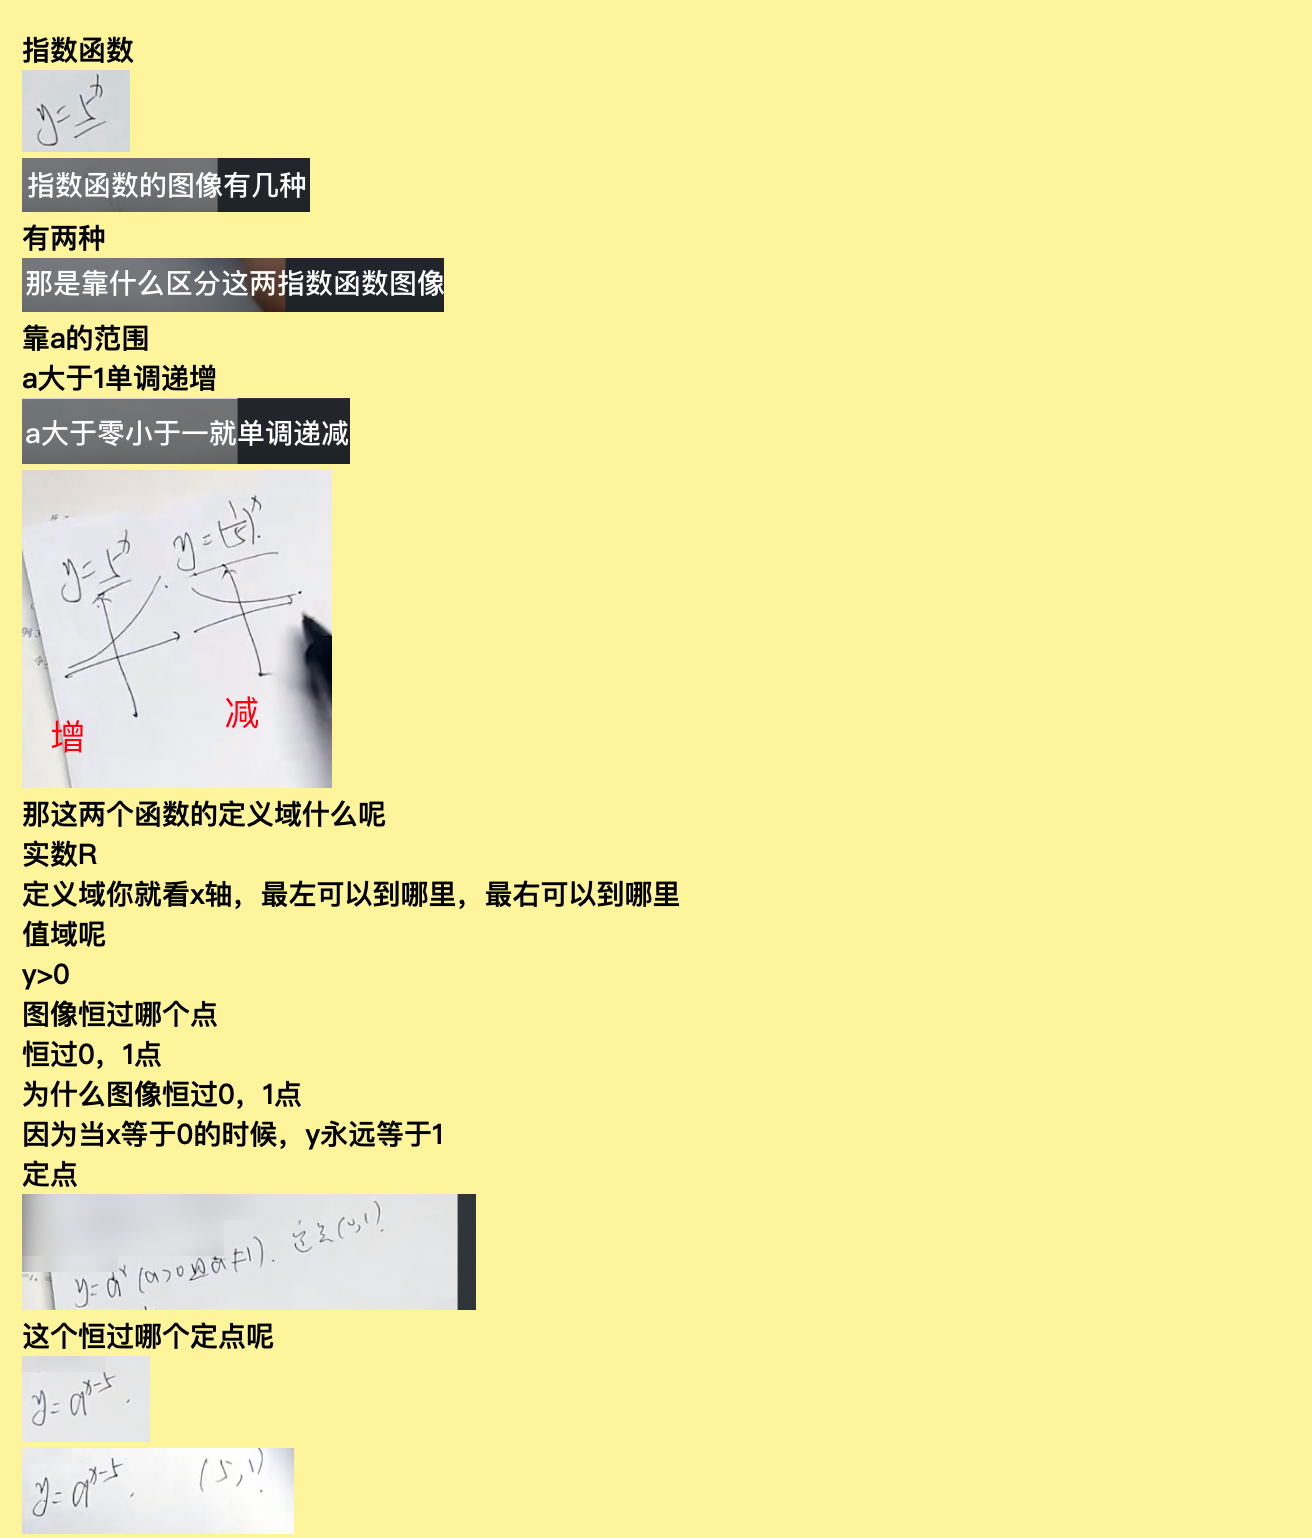 指数函数
y=5^x
指数函数的图像有几种
有两种
那是靠什么区分这两指数函数图像
靠a的范围
a大于1单调递增
a大于零小于一就单调递减
y=5^x
y=(1/5)^x.
例3
增
减
那这两个函数的定义域什么呢
实数R
定义域你就看x轴，最左可以到哪里，最右可以到哪里
值域呢
y>0
图像恒过哪个点
恒过0，1点
为什么图像恒过0，1点
因为当x等于0的时候，y永远等于1
定点
y=a^x (a>0且a≠1). 定点(0,1).
这个恒过哪个定点呢
y=a^x-5.
y=a^x-5. (5,1).